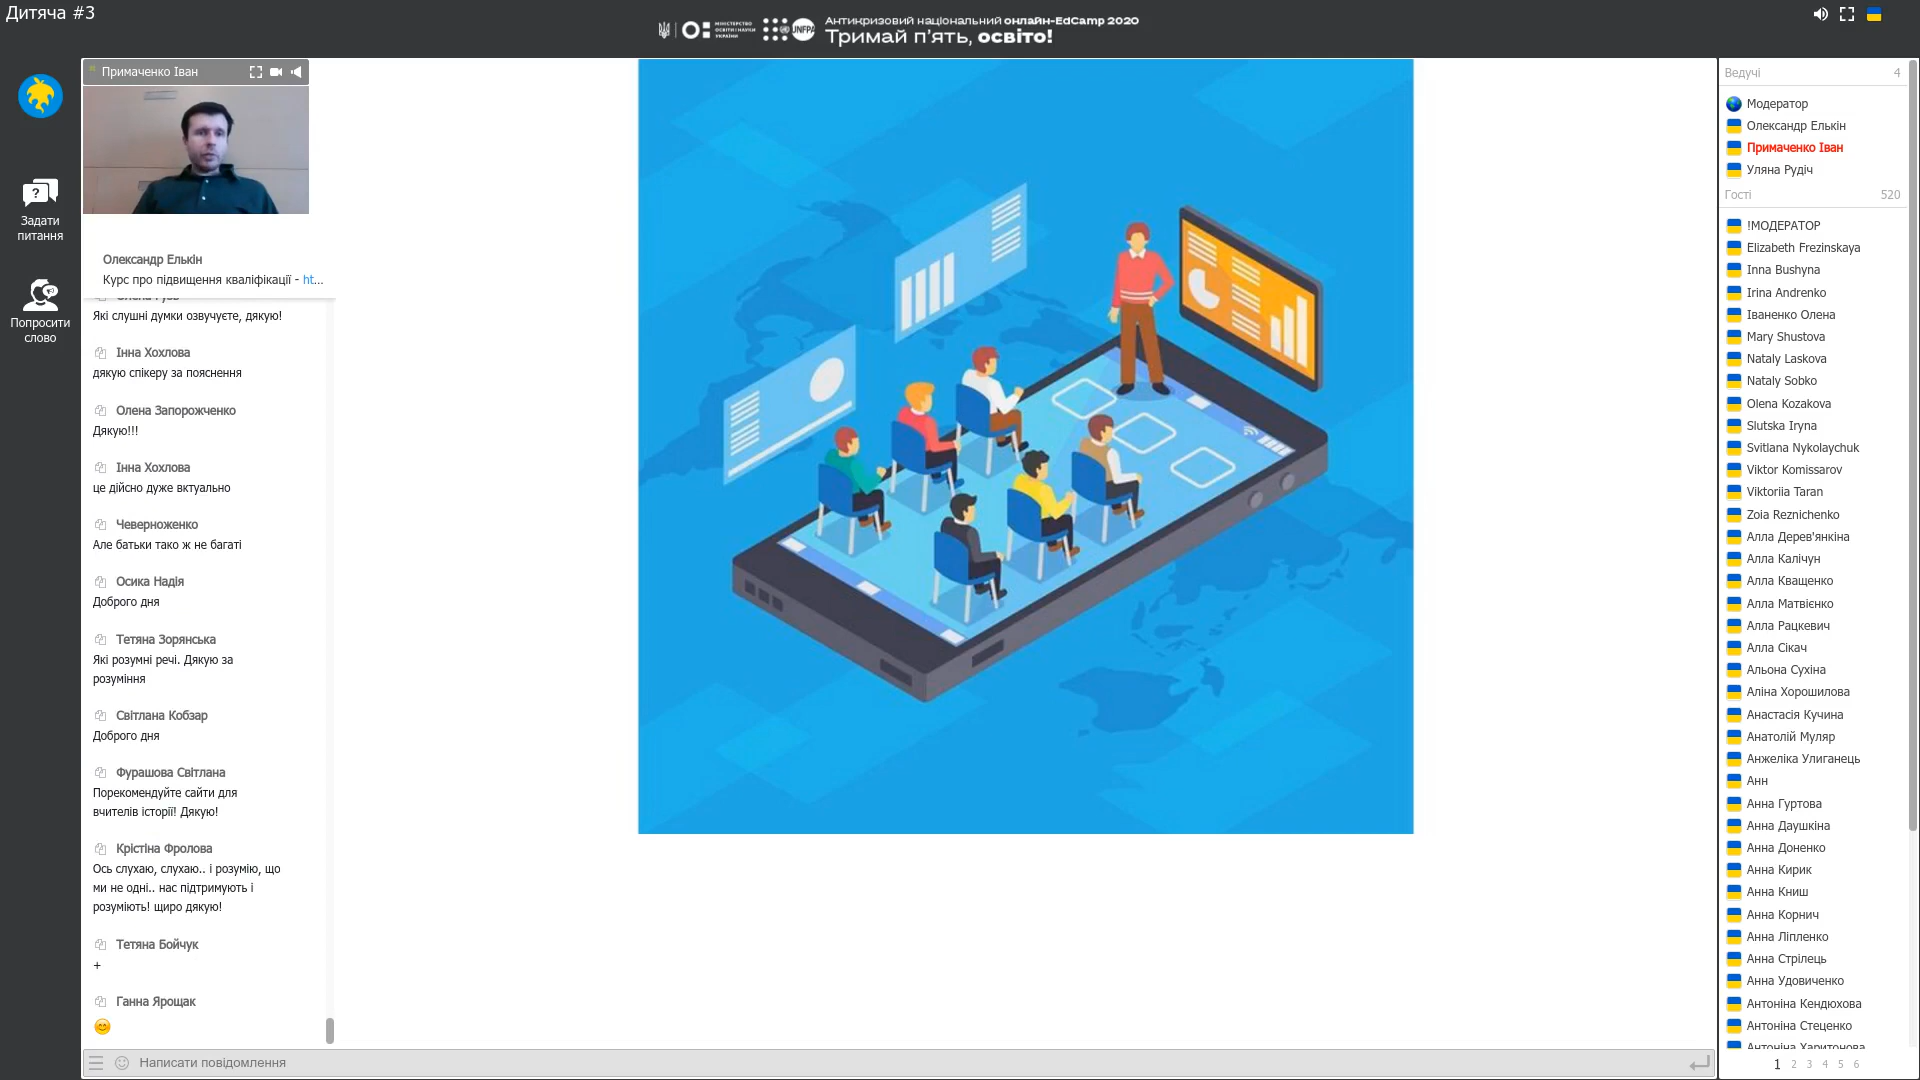 Дитяча #3
МІНІСТЕРСТВО
ОСВІТИ І НАУКИ
УКРАЇНИ
UNFPA
Антикризовий національний онлайн-EdCamp 2020
Тримай п'ять, освіто!
Задати
питання
Попросити
слово
Примаченко Іван
Олександр Елькін
Курс про підвищення кваліфікації - ht...
Які слушні думки озвучуєте, дякую!
Інна Хохлова
дякую спікеру за пояснення
Олена Запорожченко
Дякую!!!
Інна Хохлова
це дійсно дуже вктуально
Чеверноженко
Але батьки тако ж не багаті
Осика Надія
Доброго дня
Тетяна Зорянська
Які розумні речі. Дякую за
розуміння
Світлана Кобзар
Доброго дня
Фурашова Світлана
Порекомендуйте сайти для
вчителів історії! Дякую!
Крістіна Фролова
Ось слухаю, слухаю.. і розумію, що
ми не одні.. нас підтримують і
розуміють! щиро дякую!
Тетяна Бойчук
+
Ганна Ярощак
Написати повідомлення
Ведучі 4
Модератор
Олександр Елькін
Примаченко Іван
Уляна Рудіч
Гості 520
!МОДЕРАТОР
Elizabeth Frezinskaya
Inna Bushyna
Irina Andrenko
Іваненко Олена
Mary Shustova
Nataly Laskova
Nataly Sobko
Olena Kozakova
Slutska Iryna
Svitlana Nykolaychuk
Viktor Komissarov
Viktoriia Taran
Zoia Reznichenko
Алла Дерев'янкіна
Алла Калічун
Алла Кващенко
Алла Матвієнко
Алла Рацкевич
Алла Сікач
Альона Сухіна
Аліна Хорошилова
Анастасія Кучина
Анатолій Муляр
Анжеліка Улиганець
Анн
Анна Гуртова
Анна Даушкіна
Анна Доненко
Анна Кирик
Анна Книш
Анна Корнич
Анна Ліпленко
Анна Стрілець
Анна Удовиченко
Антоніна Кендюхова
Антоніна Стеценко
Антоніна Харитонова
1 2 3 4 5 6